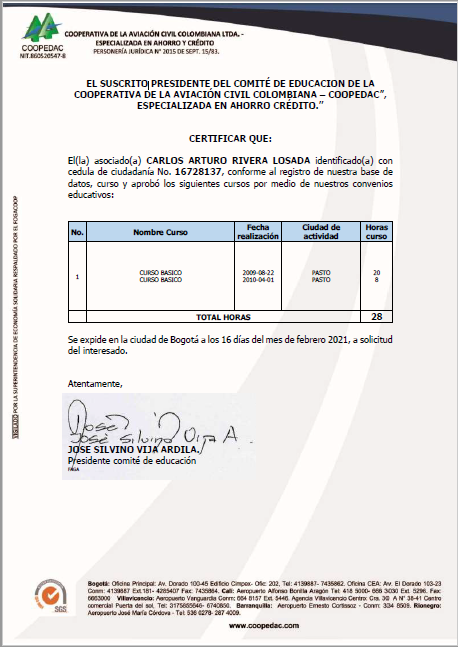 COOPEDAC
NIT.860520547-8
COOPERATIVA DE LA AVIACIÓN CIVIL COLOMBIANA LTDA. -
ESPECIALIZADA EN AHORRO Y CRÉDITO
PERSONERÍA JURÍDICA Nº 2015 DE SEPT. 15/83.
EL SUSCRITO PRESIDENTE DEL COMITÉ DE EDUCACION DE LA
COOPERATIVA DE LA AVIACIÓN CIVIL COLOMBIANA – COOPEDAC”,
ESPECIALIZADA EN AHORRO CRÉDITO.”
CERTIFICAR QUE:
El(la) asociado(a) CARLOS ARTURO RIVERA LOSADA identificado(a) con
cedula de ciudadanía No. 16728137, conforme al registro de nuestra base de
datos, curso y aprobó los siguientes cursos por medio de nuestros convenios
educativos:
No. Nombre Curso Fecha realización Ciudad de actividad Horas curso
1 CURSO BASICO 2009-08-22 PASTO 20
CURSO BASICO 2010-04-01 PASTO 8
TOTAL HORAS 28
Se expide en la ciudad de Bogotá a los 16 días del mes de febrero 2021, a solicitud
del interesado.
Atentamente,
José
José Silvino Vija A.
JOSE SILVINO VIJA ARDILA.
Presidente comité de educación
VIGILADO POR LA SUPERINTENDENCIA DE ECONOMÍA SOLIDARIA RESPALDADO POR EL FOGACOOP
SGS
Bogotá: Oficina Principal: Av. Dorado 100-45 Edificio Cimpex- Ofic: 202, Tel: 4139887- 7435862. Oficina CEA: Av. El Dorado 103-23
Conm: 4139887 Ext.181- 4285407 Fax: 7435864. Cali: Aeropuerto Alfonso Bonilla Aragón Tel: 418 5000- 666 3030 Ext. 5296. Fax:
6663000 Villavicencio: Aeropuerto Vanguardia Conm: 664 8157 Ext. 5446. Agencia Villavicencio Centro: Cra. 30 A Nº 38-41 Centro
comercial Puerta del sol, Tel: 3175655646- 6740850. Barranquilla: Aeropuerto Ernesto Cortissoz - Conm: 334 8509. Rionegro:
Aeropuerto José María Córdova - Tel: 536 0278- 287 4009.
www.coopedac.com